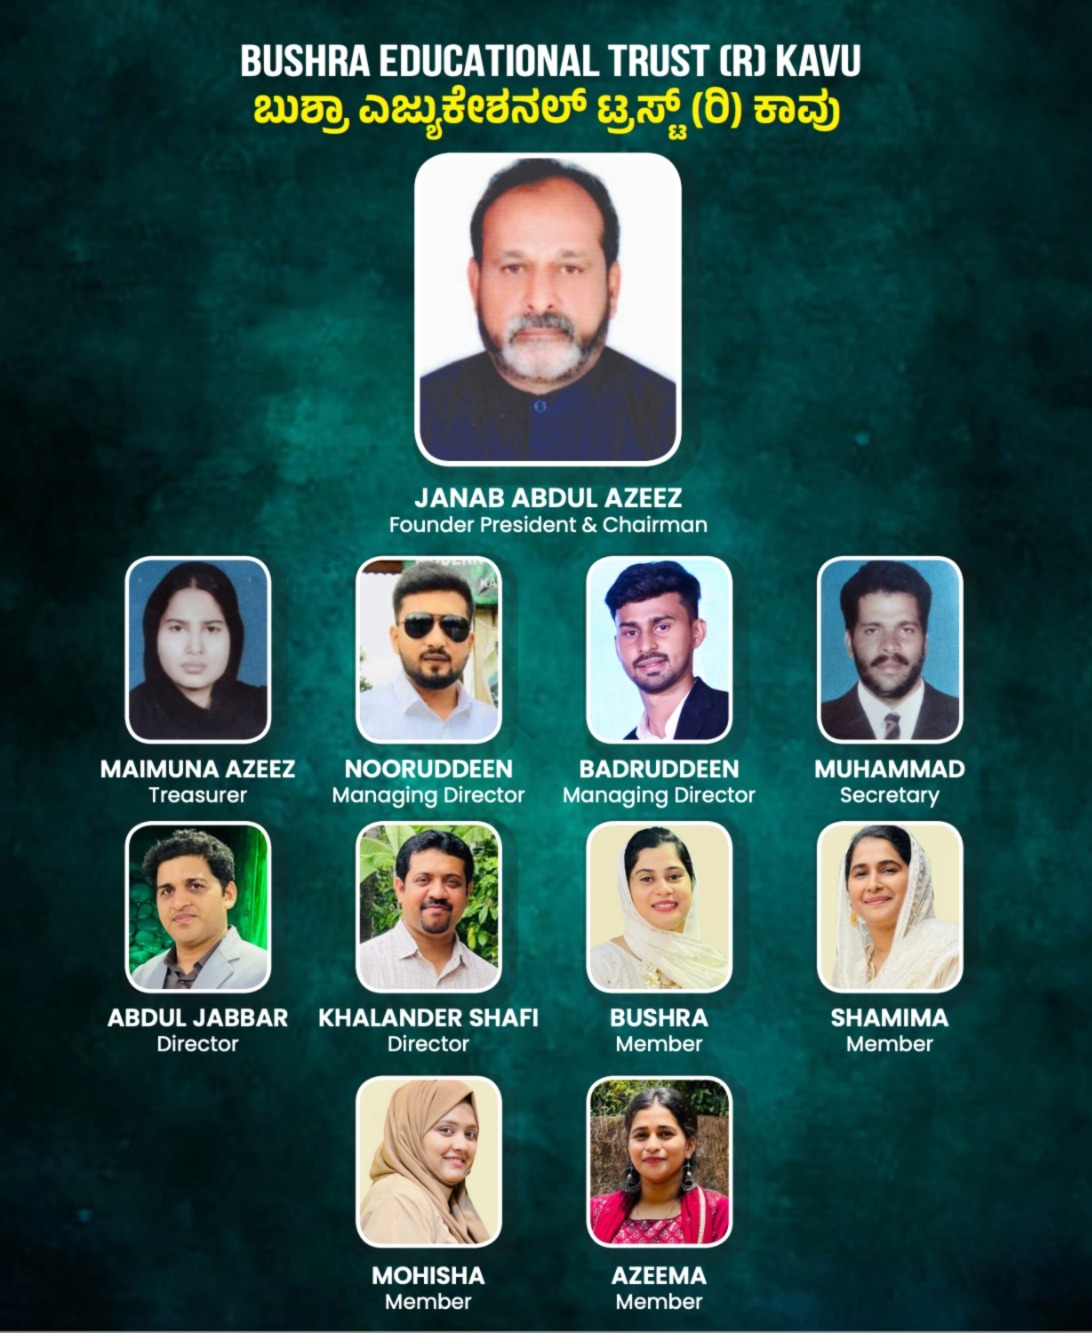 BUSHRA EDUCATIONAL TRUST (R) KAVU
ಬುಶ್ರಾ ಎಜ್ಯುಕೇಶನಲ್ ಟ್ರಸ್ಟ್ (ರಿ) ಕಾವು
JANAB ABDUL AZEEZ
Founder President & Chairman
MAIMUNA AZEEZ
Treasurer
NOORUDDEEN
Managing Director
BADRUDDEEN
Managing Director
MUHAMMAD
Secretary
ABDUL JABBAR
Director
KHALANDER SHAFI
Director
BUSHRA
Member
SHAMIMA
Member
MOHISHA
Member
AZEEMA
Member